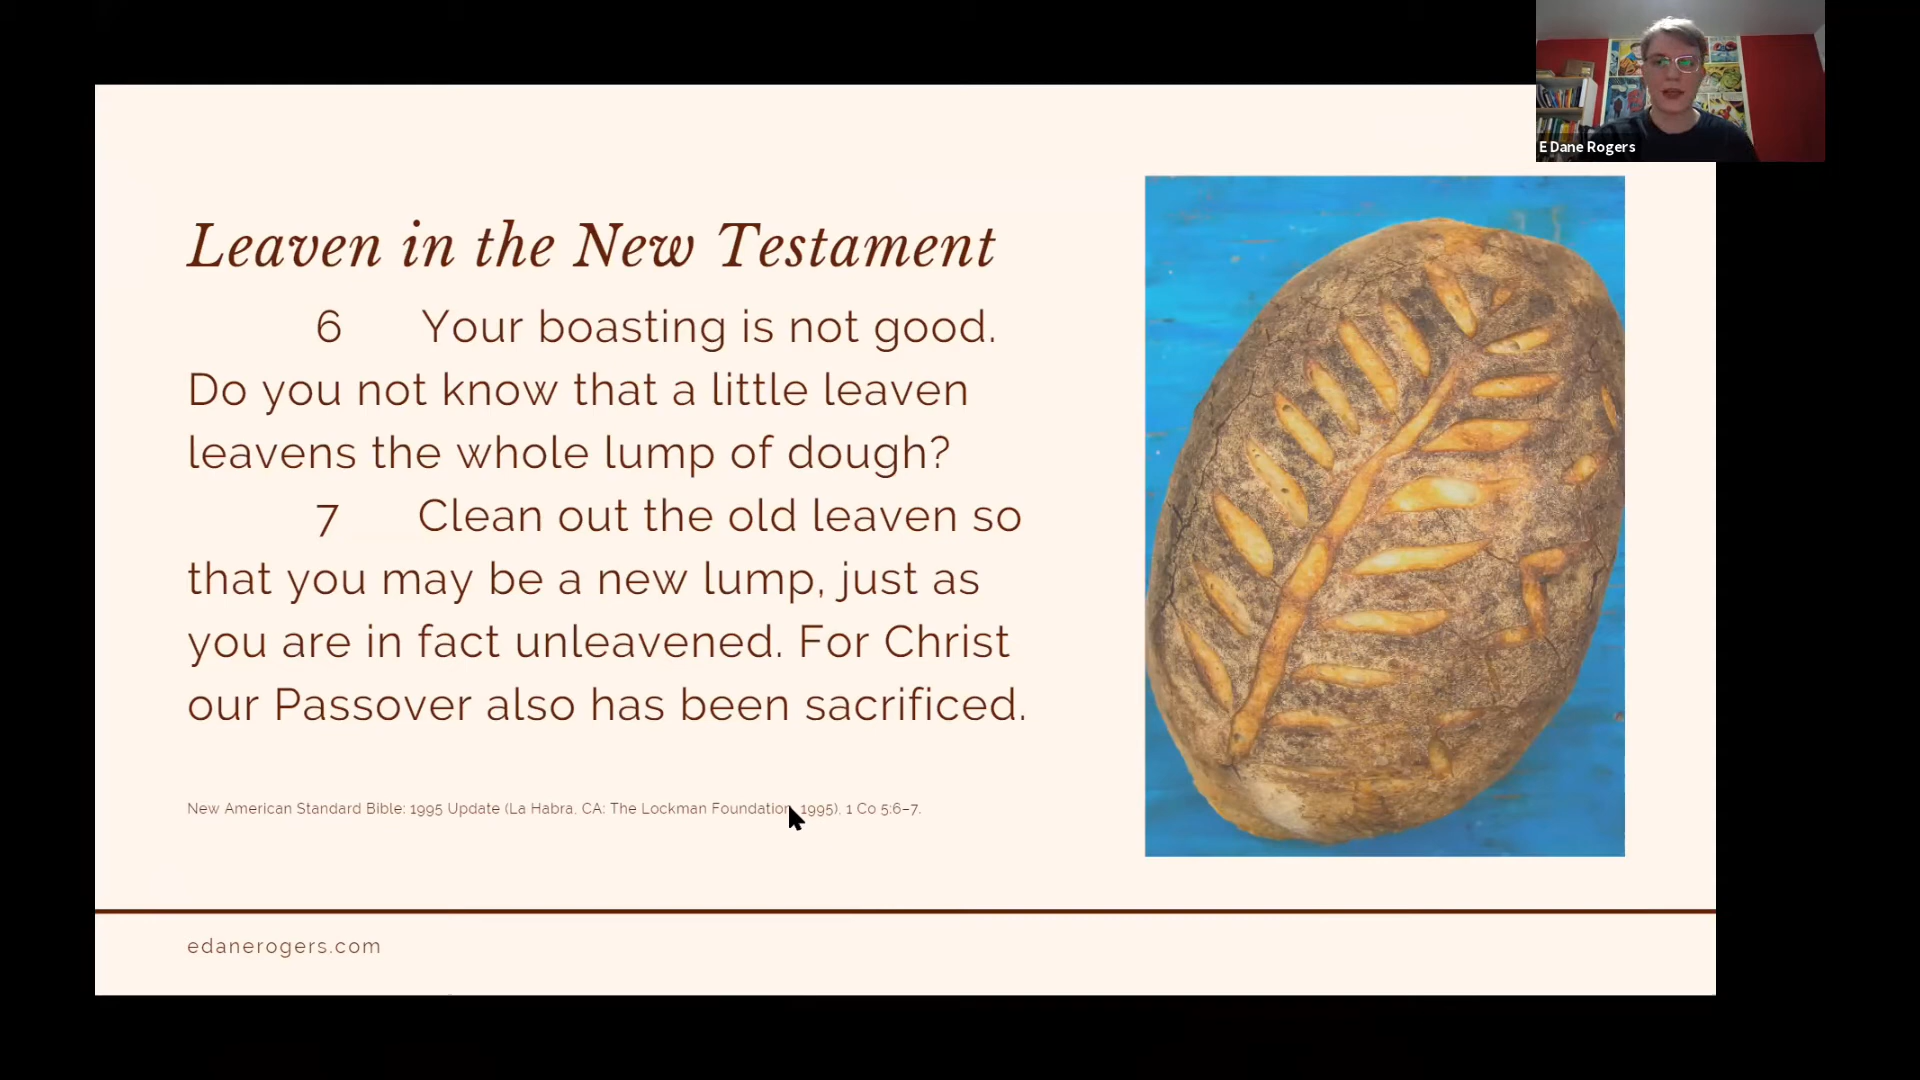 E Dane Rogers
Leaven in the New Testament
6 Your boasting is not good.
Do you not know that a little leaven
leavens the whole lump of dough?
7 Clean out the old leaven so
that you may be a new lump, just as
you are in fact unleavened. For Christ
our Passover also has been sacrificed.
New American Standard Bible: 1995 Update (La Habra, CA: The Lockman Foundation, 1995), 1 Co 5:6–7.
edanerogers.com